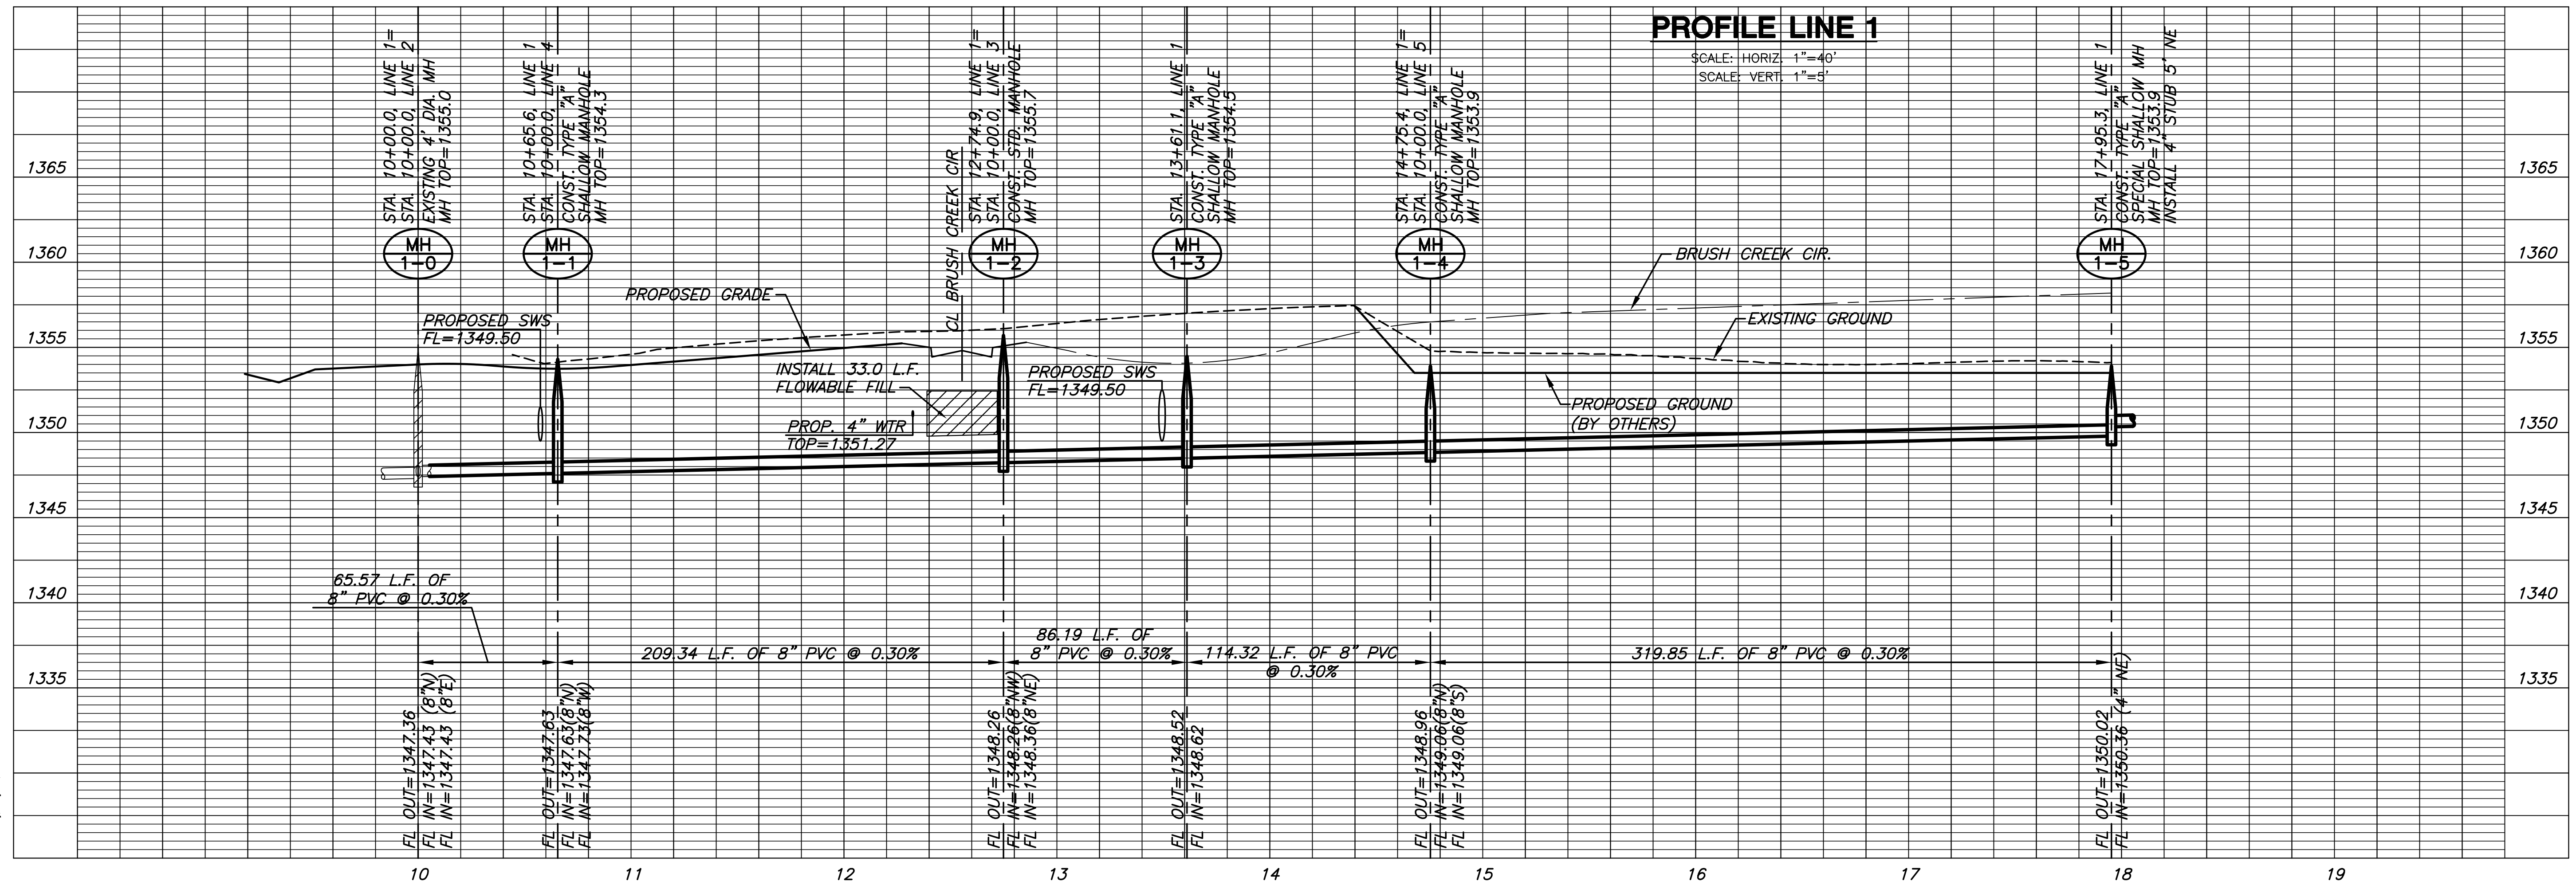 PROFILE LINE 1
SCALE: HORIZ. 1"=40'
SCALE: VERT. 1"=5'
STA. 10+00.0, LINE 1=
STA. 10+00.0, LINE 2
EXISTING 4' DIA. MH
MH TOP=1355.0
STA. 10+65.6, LINE 1
STA. 10+00.0, LINE 4
CONST. TYPE "A"
SHALLOW MANHOLE
MH TOP=1354.3
CL BRUSH CREEK CIR
STA. 12+74.9, LINE 1=
STA. 10+00.0, LINE 3
CONST. STD. MANHOLE
MH TOP=1355.7
STA. 13+61.1, LINE 1
CONST. TYPE "A"
SHALLOW MANHOLE
MH TOP=1354.5
STA. 14+75.4, LINE 1=
STA. 10+00.0, LINE 5
CONST. TYPE "A"
SHALLOW MANHOLE
MH TOP=1353.9
STA. 17+95.3, LINE 1
CONST. TYPE "A"
SPECIAL SHALLOW MH
MH TOP=1353.9
INSTALL 4" STUB 5' NE
1365
1365
1360
MH
1-0
MH
1-1
MH
1-2
MH
1-3
MH
1-4
MH
1-5
1360
BRUSH CREEK CIR.
PROPOSED GRADE
PROPOSED SWS
FL=1349.50
EXISTING GROUND
1355
1355
INSTALL 33.0 L.F.
FLOWABLE FILL
PROPOSED SWS
FL=1349.50
PROPOSED GROUND
(BY OTHERS)
PROP. 4" WTR
TOP=1351.27
1350
1350
1345
1345
1340
1340
65.57 L.F. OF
8" PVC @ 0.30%
209.34 L.F. OF 8" PVC @ 0.30%
86.19 L.F. OF
8" PVC @ 0.30%
114.32 L.F. OF 8" PVC
@ 0.30%
319.85 L.F. OF 8" PVC @ 0.30%
1335
1335
FL OUT=1347.36
FL IN=1347.43 (8"N)
FL IN=1347.43 (8"E)
FL OUT=1347.63
FL IN=1347.63(8"N)
FL IN=1347.73(8"W)
FL OUT=1348.26
FL IN=1348.26(8"NW)
FL IN=1348.36(8"NE)
FL OUT=1348.52
FL IN=1348.62
FL OUT=1348.96
FL IN=1349.06(8"N)
FL IN=1349.06(8"S)
FL OUT=1350.02
FL IN=1350.36 (4" NE)
10
11
12
13
14
15
16
17
18
19